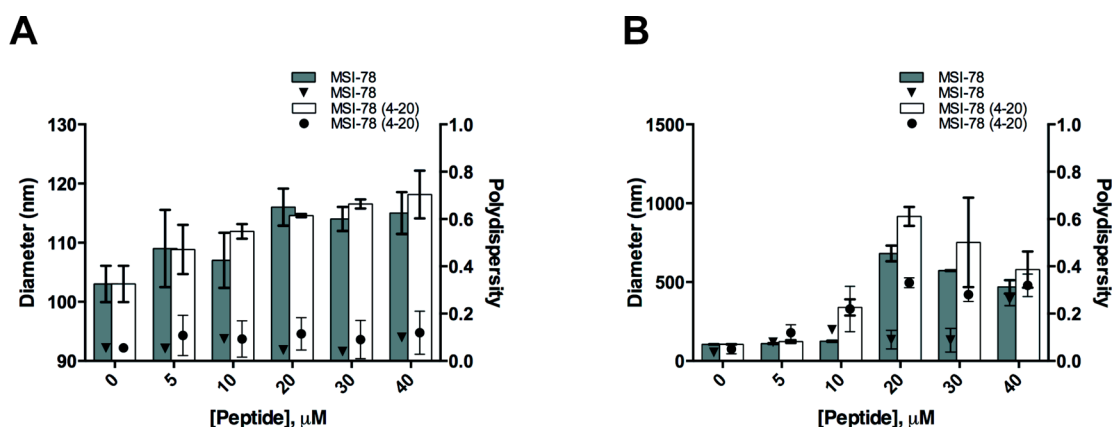 A
MSI-78
MSI-78
MSI-78 (4-20)
MSI-78 (4-20)
130
120
110
100
90
Diameter (nm)
1.0
0.8
0.6
0.4
0.2
0.0
Polydispersity
0 5 10 20 30 40
[Peptide], μM
B
MSI-78
MSI-78
MSI-78 (4-20)
MSI-78 (4-20)
1500
1000
500
0
Diameter (nm)
1.0
0.8
0.6
0.4
0.2
0.0
Polydispersity
0 5 10 20 30 40
[Peptide], μM